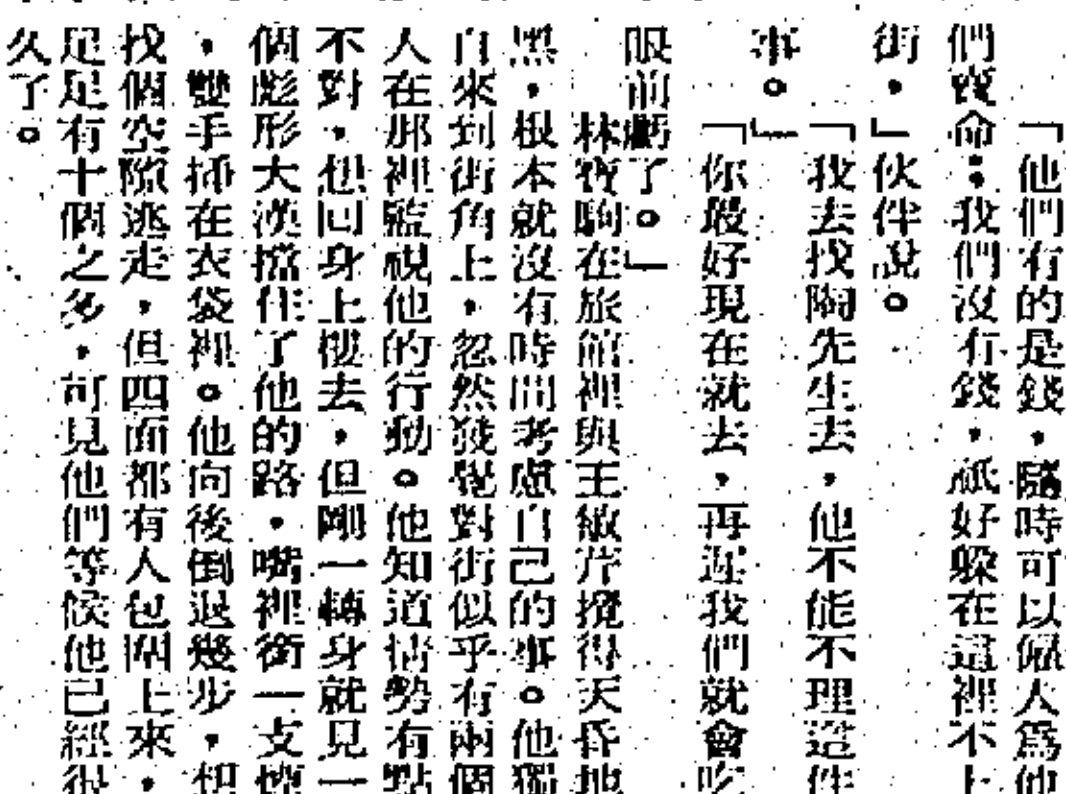 「他們有的是錢，隨時可以僱人爲他
們賣命；我們沒有錢，祇好躱在這裡不上
街，」伙伴說。
「我去找陶先生去，他不能不理這件
事。」
「你最好現在就去，再遲我們就會吃
眼前虧了。」
林寶駒在旅館裡與王敏芹攪得天昏地
黑，根本就沒有時間考慮自己的事。他獨
自來到街角上，忽然發覺對街似乎有兩個
人在那裡監視他的行動。他知道情勢有點
不對，想回身上樓去，但剛一轉身就見一
個彪形大漢擋住了他的路，嘴裡銜一支煙
，雙手揷在衣袋裡。他向後倒退幾步，想
找個空隙逃走，但四面都有人包圍上來，
足足有十個之多，可見他們等候他已經很
久了。